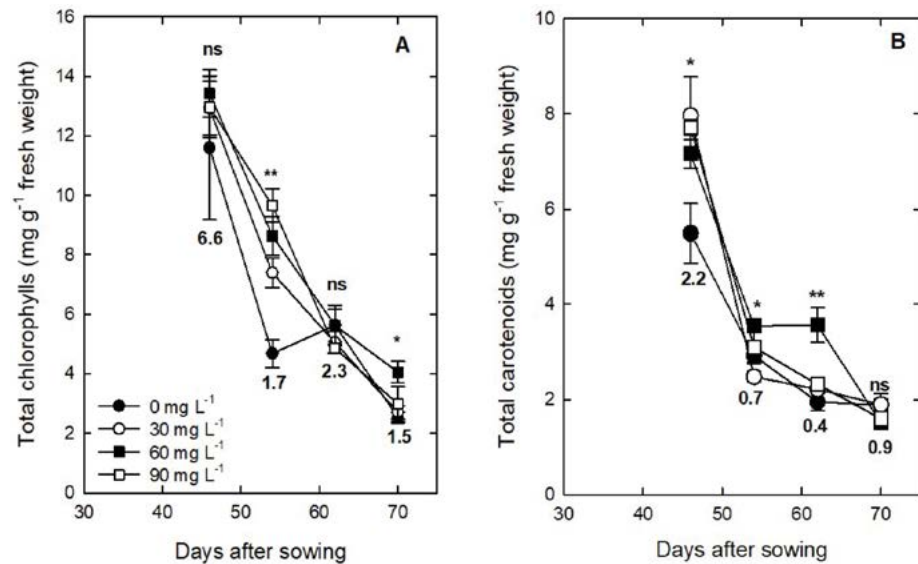 A
Total chlorophylls (mg g⁻¹ fresh weight)
16
14
12
10
8
6
4
2
0
ns
**
ns
*
6.6
1.7
2.3
1.5
0 mg L⁻¹
30 mg L⁻¹
60 mg L⁻¹
90 mg L⁻¹
30 40 50 60 70
Days after sowing
B
Total carotenoids (mg g⁻¹ fresh weight)
10
8
6
4
2
0
*
*
**
ns
2.2
0.7
0.4
0.9
30 40 50 60 70
Days after sowing